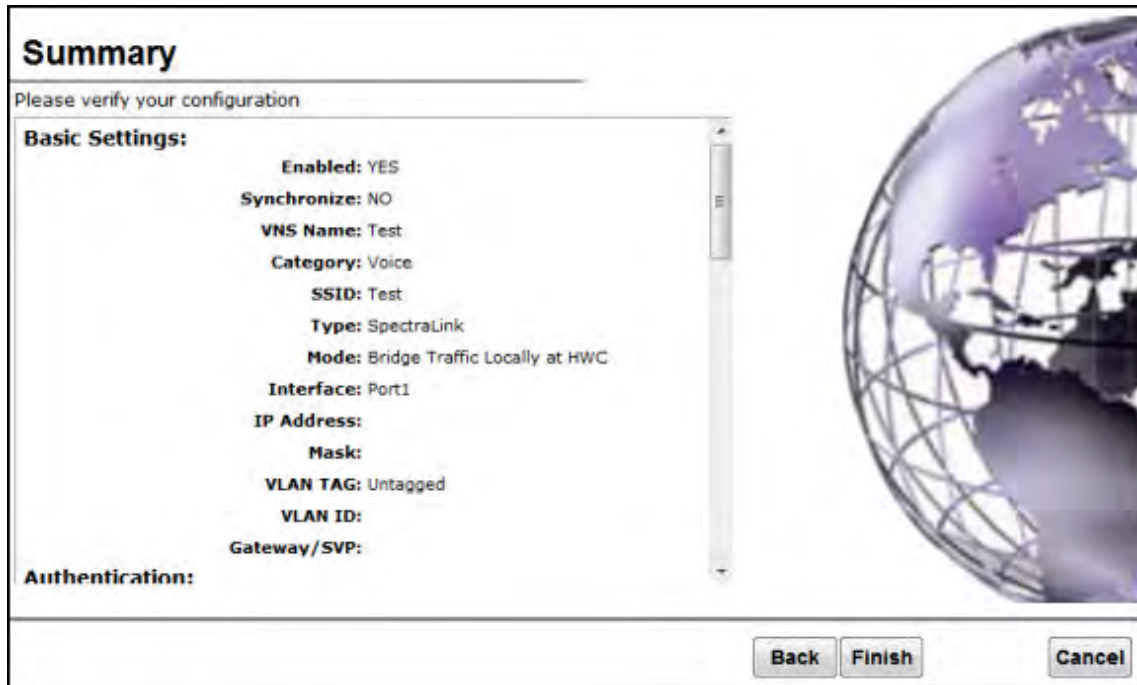 Summary
Please verify your configuration
Basic Settings:
Enabled: YES
Synchronize: NO
VNS Name: Test
Category: Voice
SSID: Test
Type: SpectraLink
Mode: Bridge Traffic Locally at HWC
Interface: Port1
IP Address:
Mask:
VLAN TAG: Untagged
VLAN ID:
Gateway/SVP:
Authentication:
Back Finish Cancel